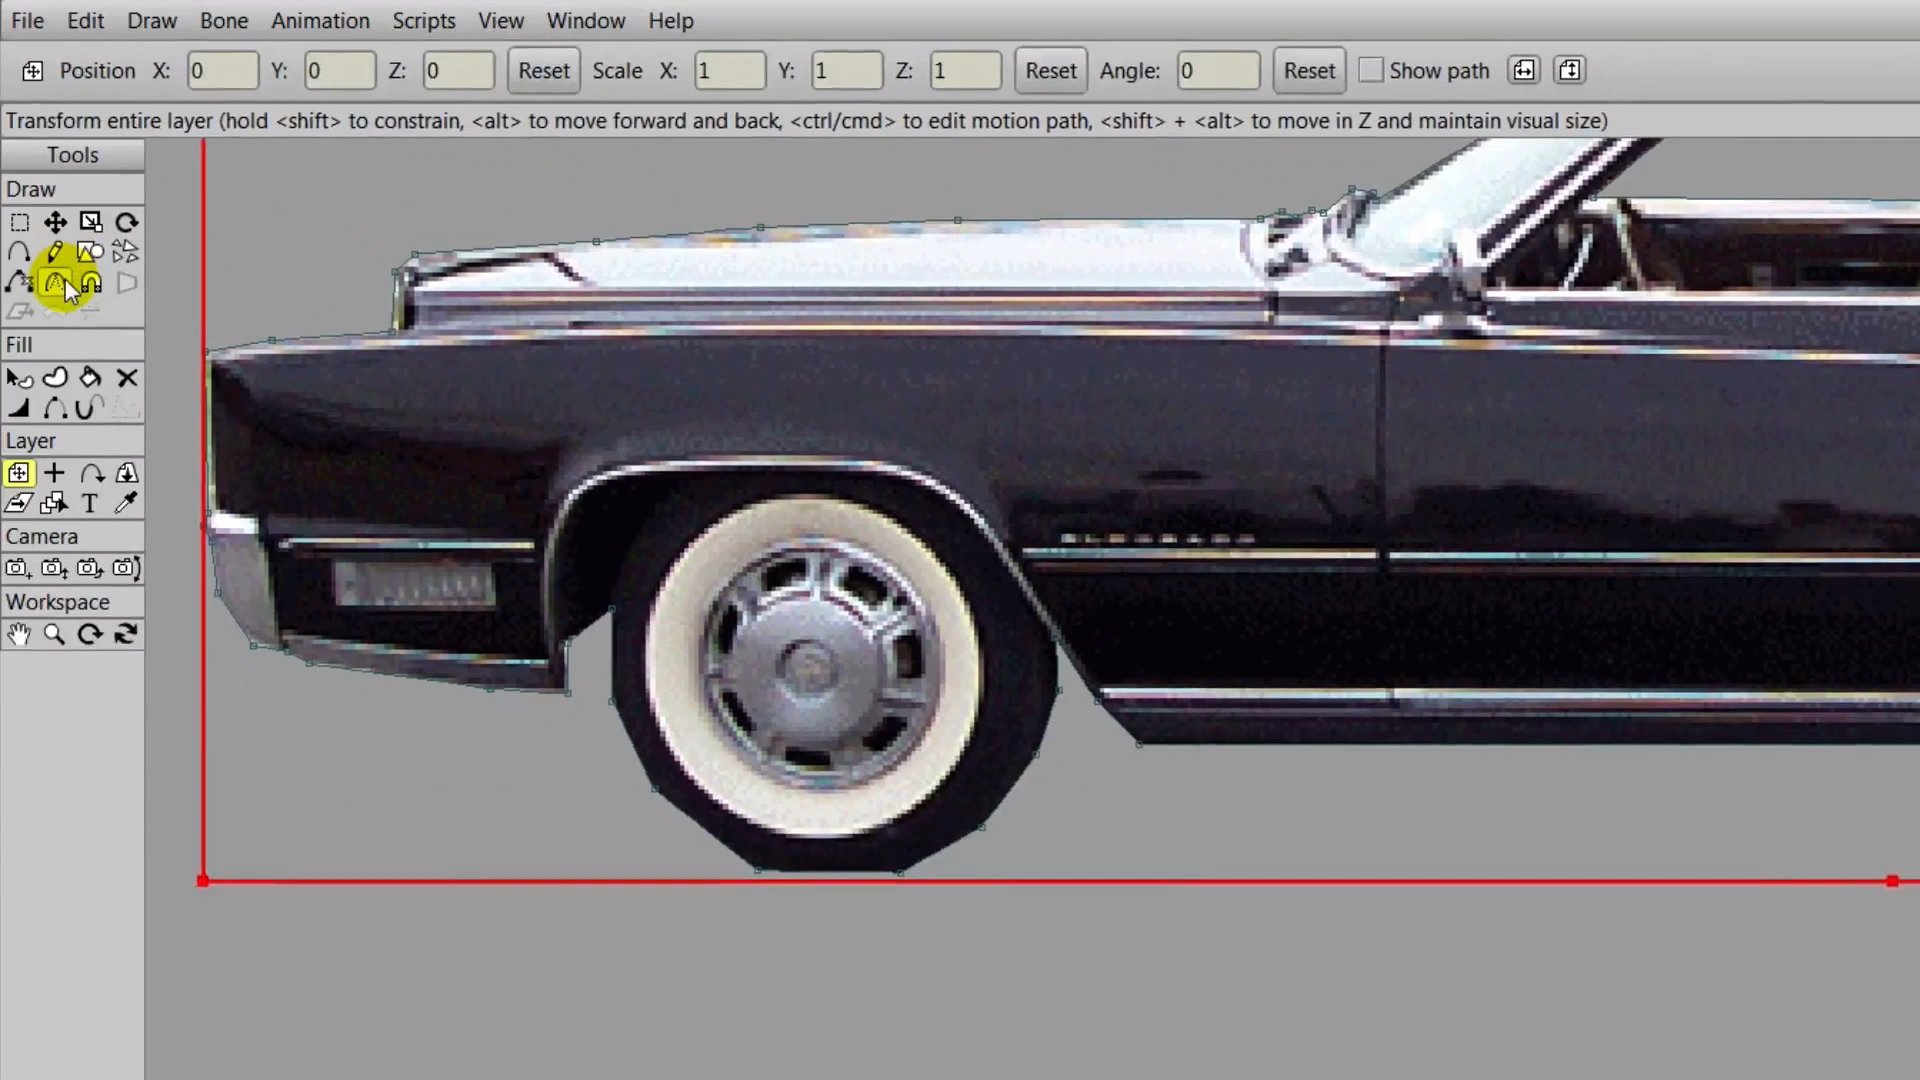 File Edit Draw Bone Animation Scripts View Window Help
Position X: 0 Y: 0 Z: 0 Reset Scale X: 1 Y: 1 Z: 1 Reset Angle: 0 Reset Show path
Transform entire layer (hold <shift> to constrain, <alt> to move forward and back, <ctrl/cmd> to edit motion path, <shift> + <alt> to move in Z and maintain visual size)
Tools
Draw
Fill
Layer
T
Camera
Workspace